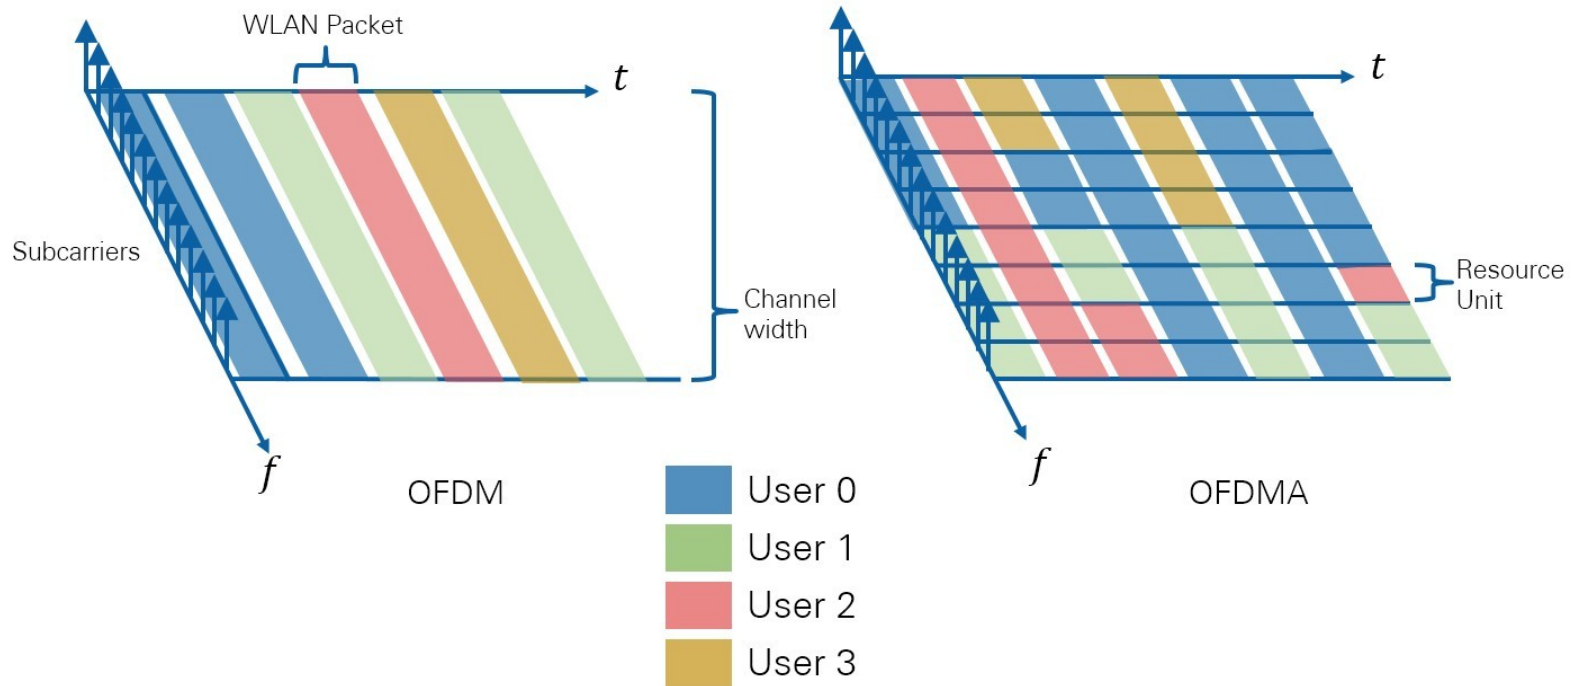 WLAN Packet
t
Subcarriers
Channel
width
f
OFDM
t
Resource
Unit
f
OFDMA
User 0
User 1
User 2
User 3